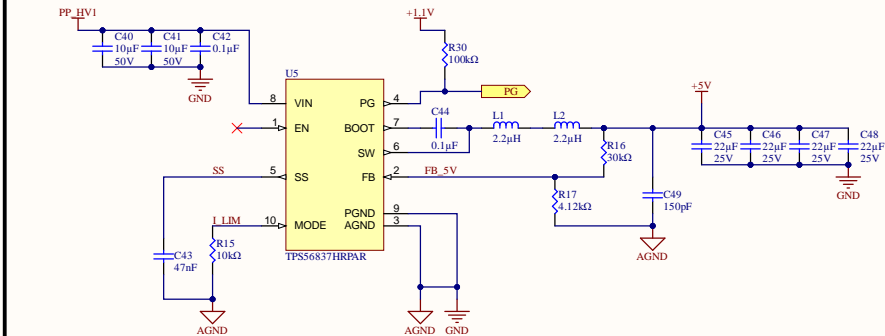 PP_HV1
C40
10µF
50V
C41
10µF
50V
C42
0.1µF
GND
+1.1V
R30
100kΩ
PG
U5
8 VIN
1 EN
5 SS
10 MODE
PG 4
BOOT 7
SW 6
FB 2
PGND 9
AGND 3
TPS56837HRPAR
SS
I_LIM
C43
47nF
R15
10kΩ
AGND
AGND
GND
C44
0.1µF
L1
2.2µH
L2
2.2µH
FB_5V
R16
30kΩ
R17
4.12kΩ
C49
150pF
AGND
+5V
C45
22µF
25V
C46
22µF
25V
C47
22µF
25V
C48
22µF
25V
GND